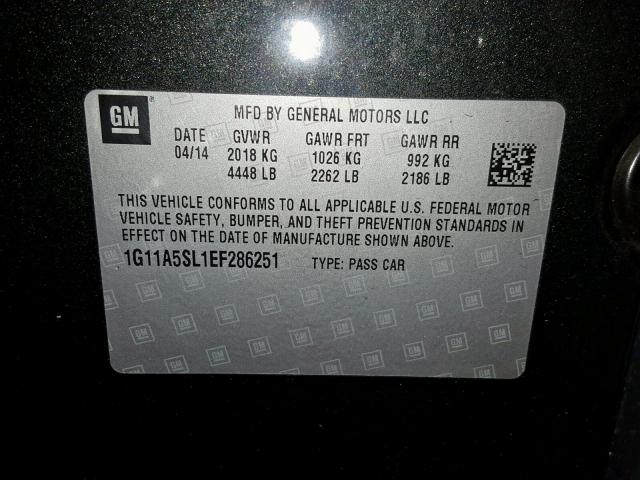 GM ® MFD BY GENERAL MOTORS LLC
DATE GVWR GAWR FRT GAWR RR
04/14 2018 KG 1026 KG 992 KG
4448 LB 2262 LB 2186 LB
THIS VEHICLE CONFORMS TO ALL APPLICABLE U.S. FEDERAL MOTOR
VEHICLE SAFETY, BUMPER, AND THEFT PREVENTION STANDARDS IN
EFFECT ON THE DATE OF MANUFACTURE SHOWN ABOVE.
1G11A5SL1EF286251 TYPE: PASS CAR